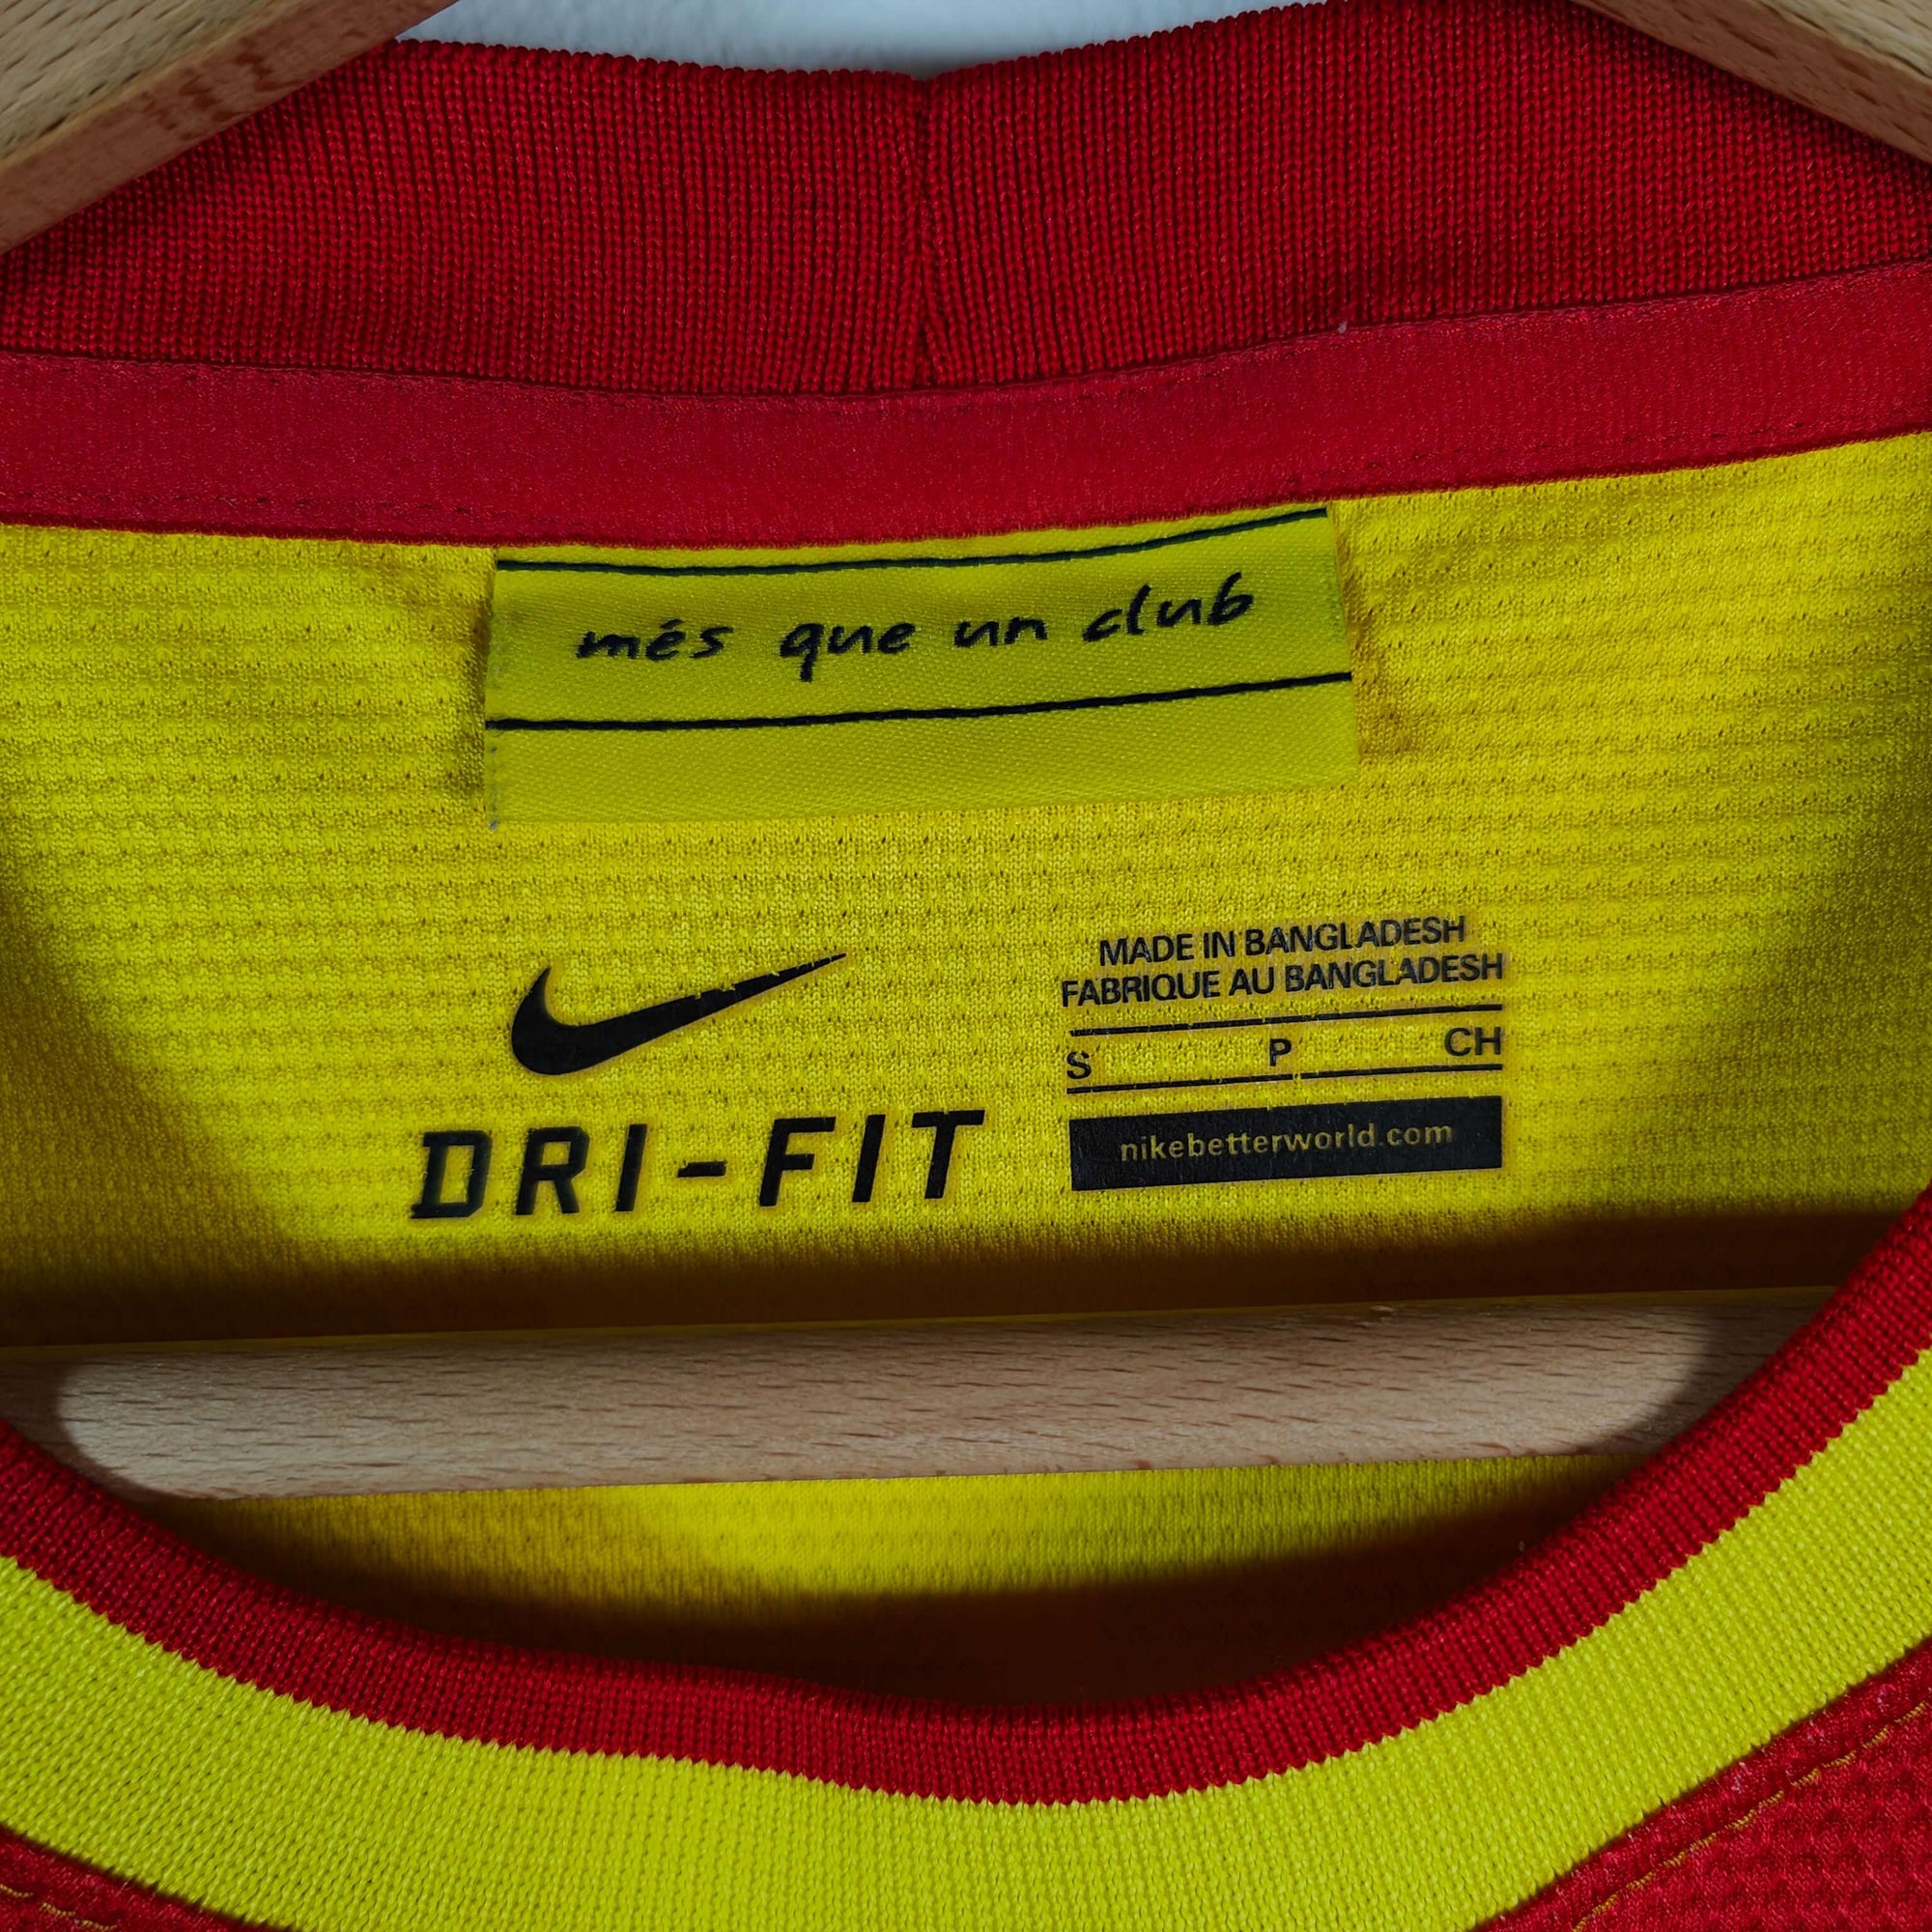 més que un club
DRI-FIT
MADE IN BANGLADESH
FABRIQUE AU BANGLADESH
S P CH
nikebetterworld.com